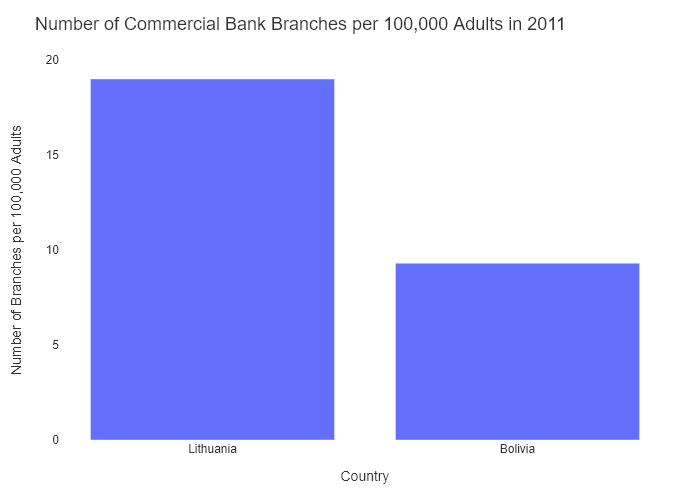 Number of Commercial Bank Branches per 100,000 Adults in 2011
Number of Branches per 100,000 Adults
20
15
10
5
0
Lithuania
Bolivia
Country